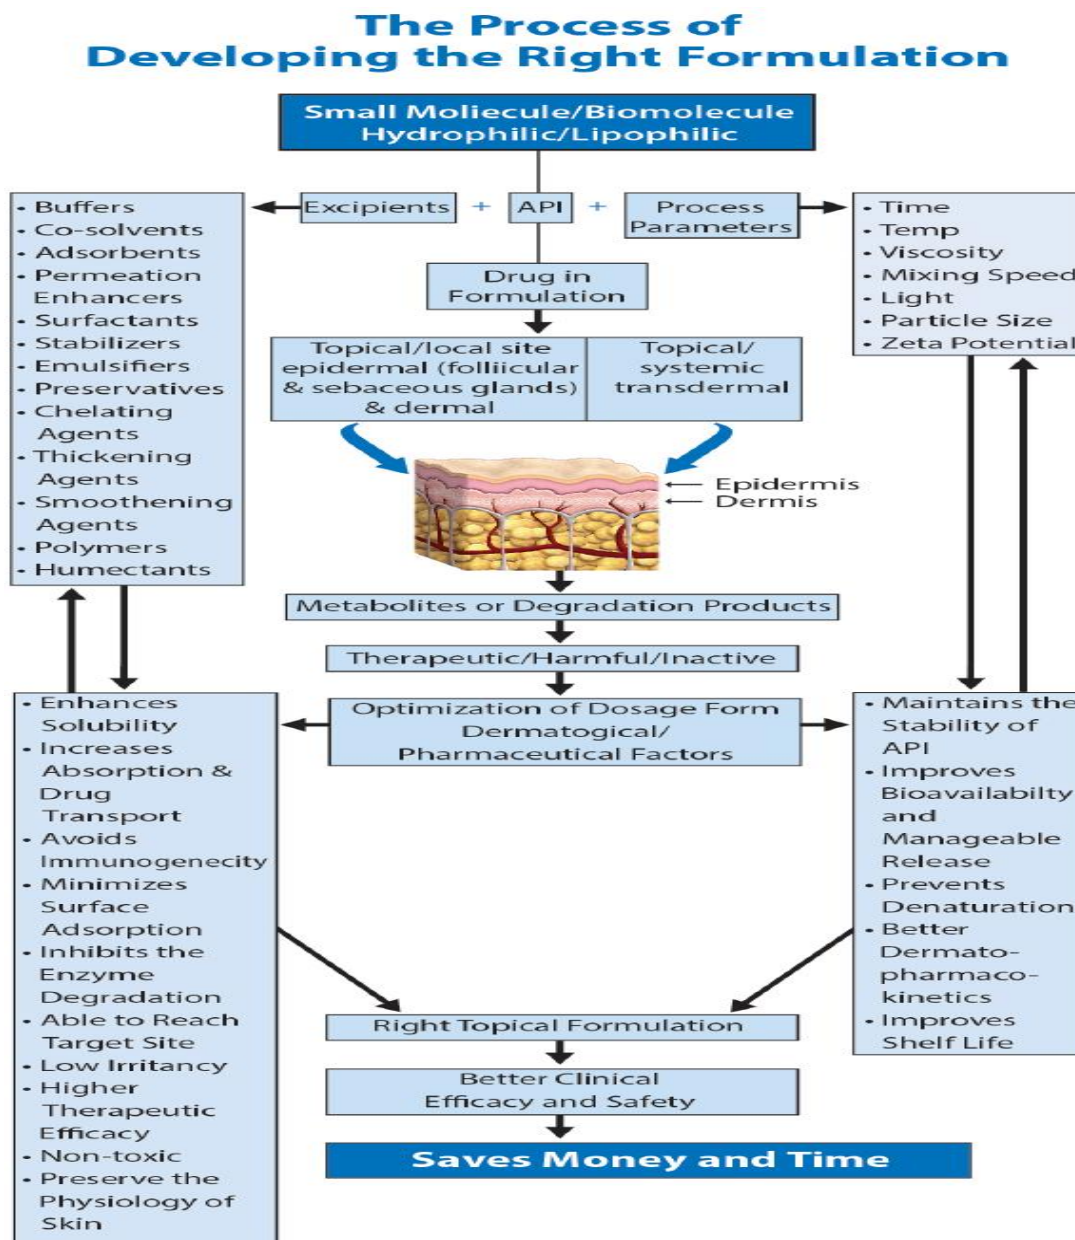 The Process of
Developing the Right Formulation
Small Moliecule/Biomolecule
Hydrophilic/Lipophilic
Excipients + API + Process
Parameters
• Buffers
• Co-solvents
• Adsorbents
• Permeation
Enhancers
• Surfactants
• Stabilizers
• Emulsifiers
• Preservatives
• Chelating
Agents
• Thickening
Agents
• Smoothening
Agents
• Polymers
• Humectants
• Time
• Temp
• Viscosity
• Mixing Speed
• Light
• Particle Size
• Zeta Potential
Drug in
Formulation
Topical/local site
epidermal (folliicular
& sebaceous glands)
& dermal
Topical/
systemic
transdermal
Epidermis
Dermis
Metabolites or Degradation Products
Therapeutic/Harmful/Inactive
Optimization of Dosage Form
Dermatogical/
Pharmaceutical Factors
• Enhances
Solubility
• Increases
Absorption &
Drug
Transport
• Avoids
Immunogenecity
• Minimizes
Surface
Adsorption
• Inhibits the
Enzyme
Degradation
• Able to Reach
Target Site
• Low Irritancy
• Higher
Therapeutic
Efficacy
• Non-toxic
• Preserve the
Physiology of
Skin
• Maintains the
Stability of
API
• Improves
Bioavailabilty
and
Manageable
Release
• Prevents
Denaturation
• Better
Dermato-
pharmaco-
kinetics
• Improves
Shelf Life
Right Topical Formulation
Better Clinical
Efficacy and Safety
Saves Money and Time